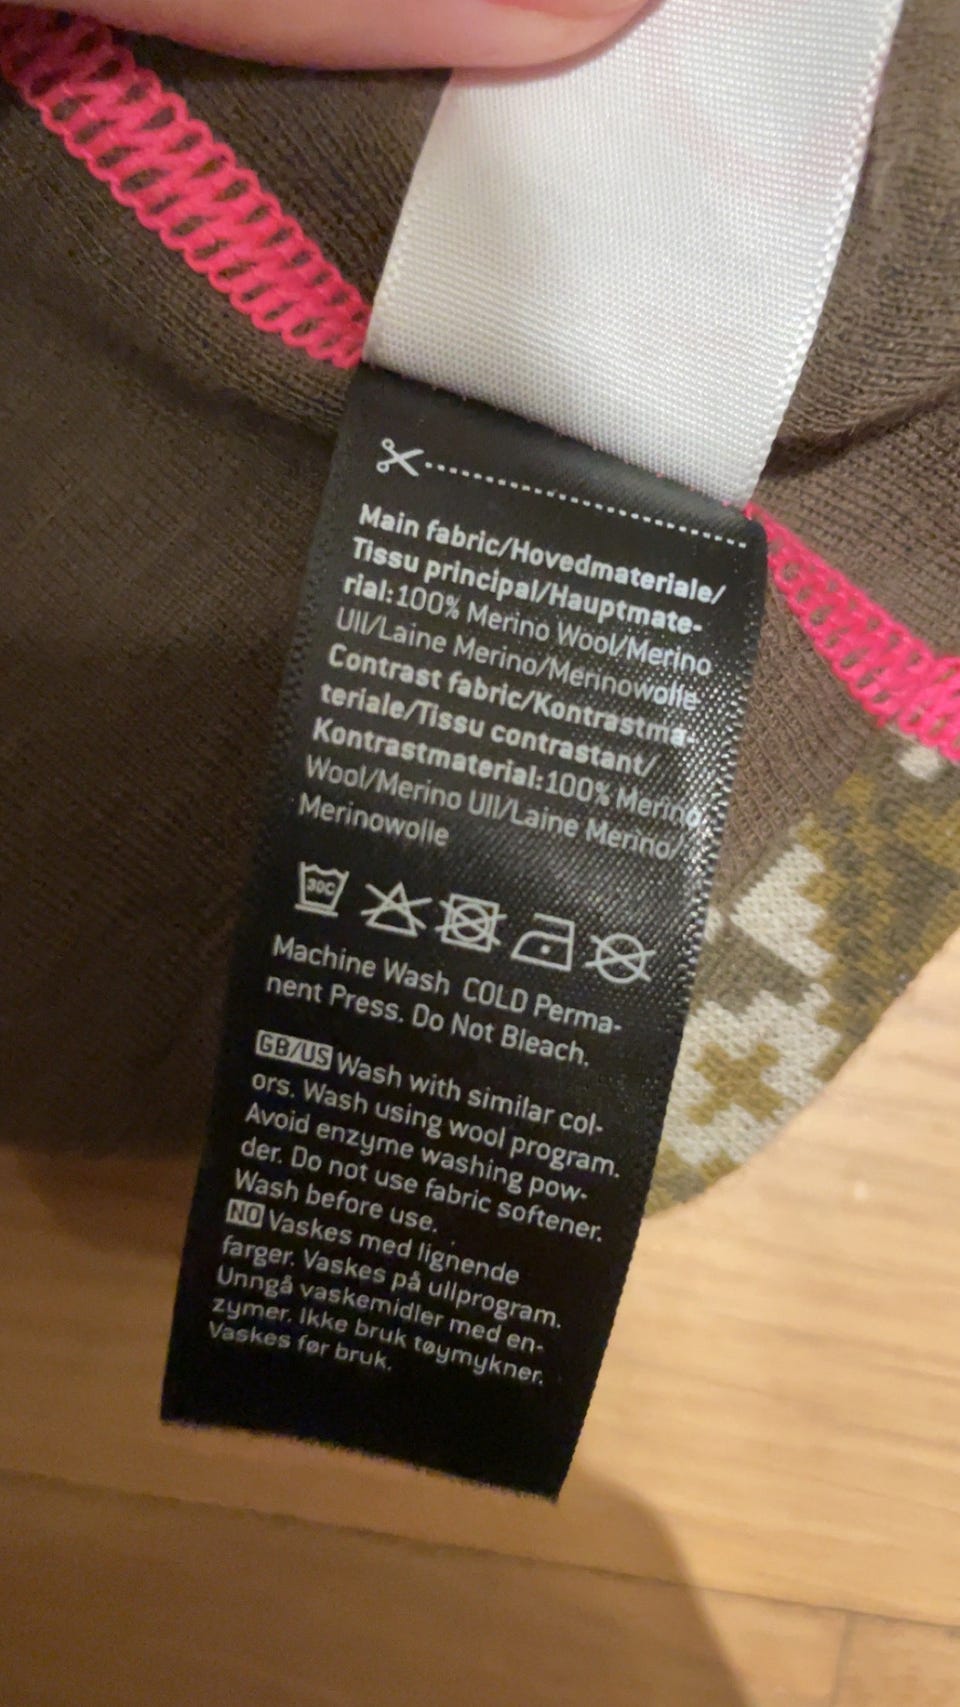 Main fabric/Hovedmateriale/
Tissu principal/Hauptmate-
rial:100% Merino Wool/Merino
Ull/Laine Merino/Merinowolle
Contrast fabric/Kontrastma-
teriale/Tissu contrastant/
Kontrastmaterial:100% Merino
Wool/Merino Ull/Laine Merino/
Merinowolle
30C
Machine Wash COLD Perma-
nent Press. Do Not Bleach.
GB/US Wash with similar col-
ors. Wash using wool program.
Avoid enzyme washing pow-
der. Do not use fabric softener.
Wash before use.
NO Vaskes med lignende
farger. Vaskes på ullprogram.
Unngå vaskemidler med en-
zymer. Ikke bruk tøymykner.
Vaskes før bruk.